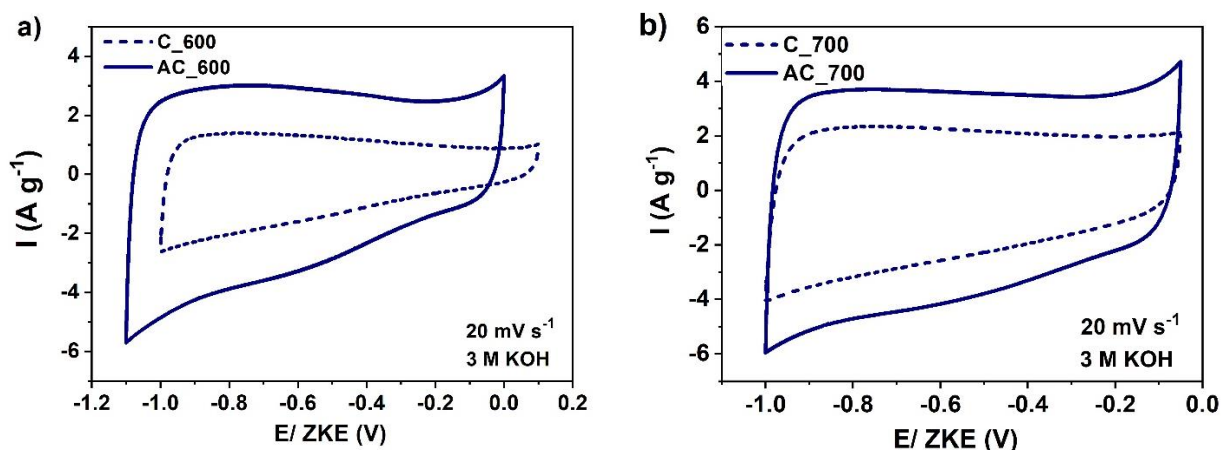 a)
C_600
AC_600
I (A g⁻¹)
4
2
0
-2
-4
-6
20 mV s⁻¹
3 M KOH
-1.2 -1.0 -0.8 -0.6 -0.4 -0.2 0.0 0.2
E/ ZKE (V)
b)
C_700
AC_700
I (A g⁻¹)
6
4
2
0
-2
-4
-6
20 mV s⁻¹
3 M KOH
-1.0 -0.8 -0.6 -0.4 -0.2 0.0
E/ ZKE (V)